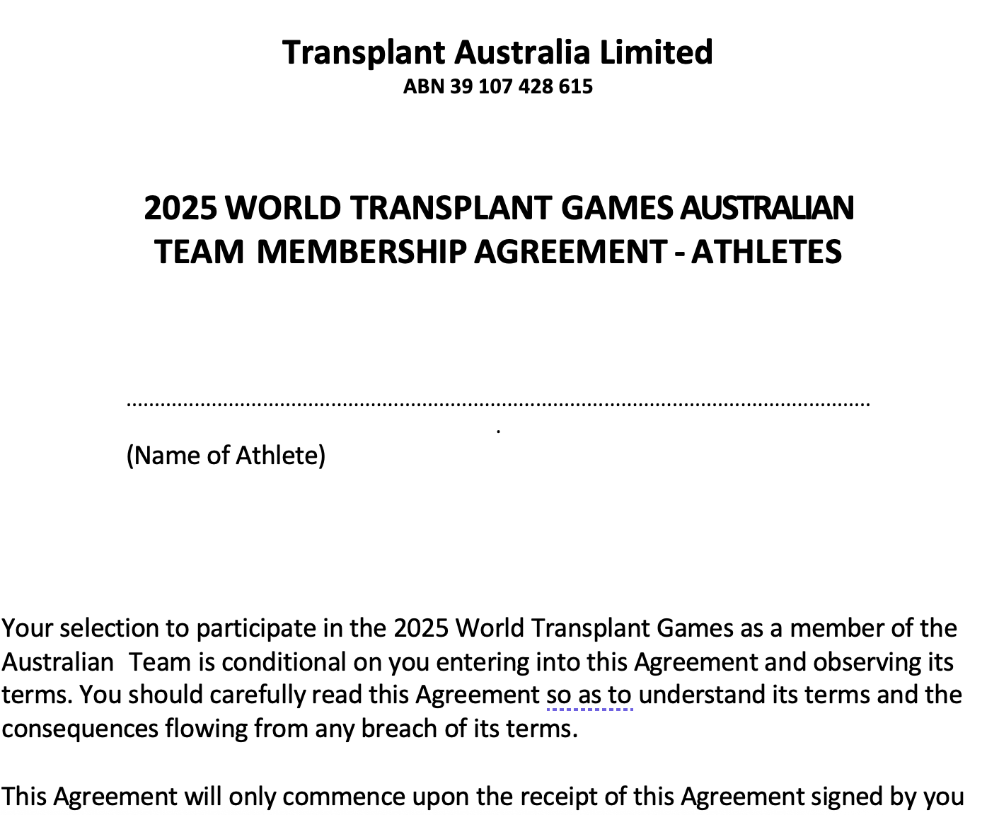 Transplant Australia Limited
ABN 39 107 428 615
2025 WORLD TRANSPLANT GAMES AUSTRALIAN
TEAM MEMBERSHIP AGREEMENT - ATHLETES
....................................................................................................................................
.
(Name of Athlete)
Your selection to participate in the 2025 World Transplant Games as a member of the
Australian Team is conditional on you entering into this Agreement and observing its
terms. You should carefully read this Agreement so as to understand its terms and the
consequences flowing from any breach of its terms.
This Agreement will only commence upon the receipt of this Agreement signed by you